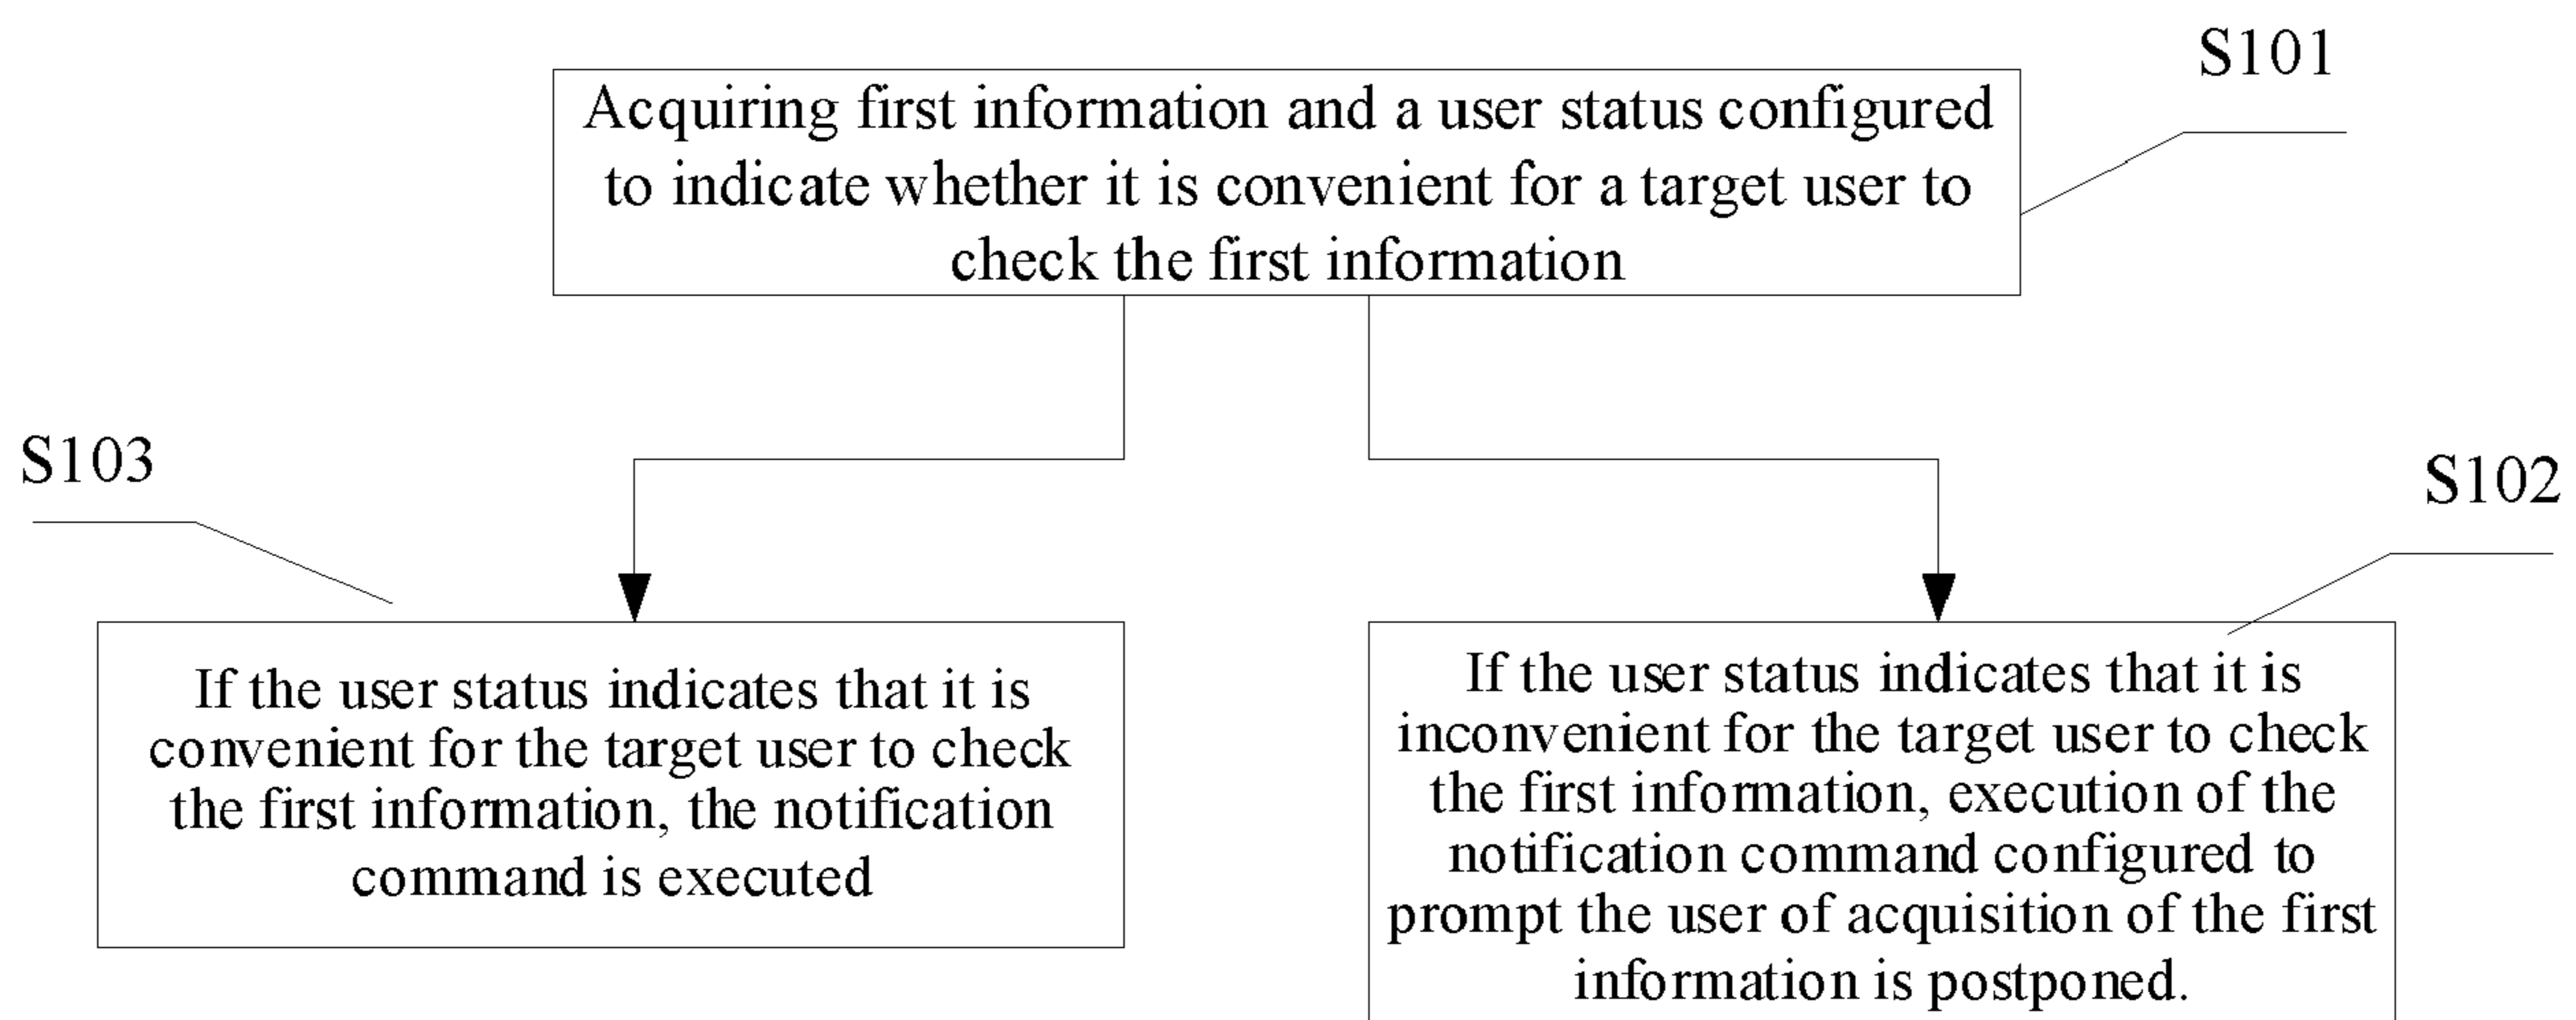 S101
Acquiring first information and a user status configured
to indicate whether it is convenient for a target user to
check the first information
S103
S102
If the user status indicates that it is
convenient for the target user to check
the first information, the notification
command is executed
If the user status indicates that it is
inconvenient for the target user to check
the first information, execution of the
notification command configured to
prompt the user of acquisition of the first
information is postponed.